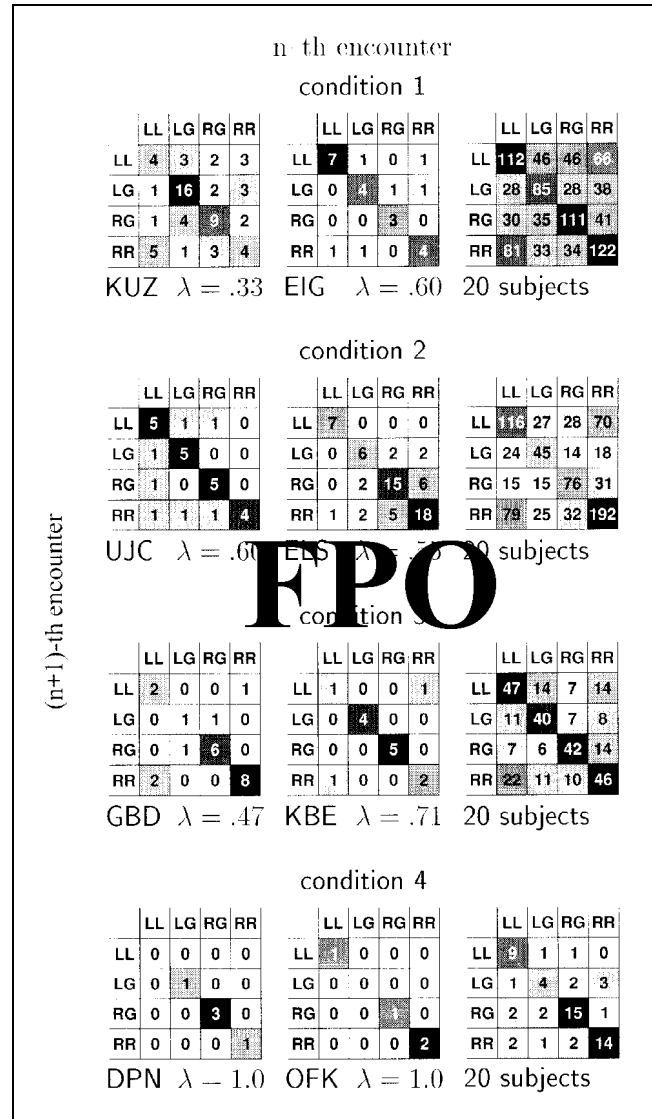 n-th encounter
condition 1
LL LG RG RR LL LG RG RR LL LG RG RR
LL 4 3 2 3 LL 7 1 0 1 LL 112 46 46 66
LG 1 16 2 3 LG 0 4 1 1 LG 28 85 28 38
RG 1 4 9 2 RG 0 0 3 0 RG 30 35 111 41
RR 5 1 3 4 RR 1 1 0 4 RR 81 33 34 122
KUZ λ = .33 EIG λ = .60 20 subjects
condition 2
LL LG RG RR LL LG RG RR LL LG RG RR
LL 5 1 1 0 LL 7 0 0 0 LL 116 27 28 70
LG 1 5 0 0 LG 0 6 2 2 LG 24 45 14 18
RG 1 0 5 0 RG 0 2 15 6 RG 15 15 76 31
RR 1 1 1 4 RR 1 2 5 18 RR 79 25 32 192
UJC λ = .60 ELS λ = 20 subjects
FPO
(n+1)-th encounter
condition
LL LG RG RR LL LG RG RR LL LG RG RR
LL 2 0 0 1 LL 1 0 0 1 LL 47 14 7 14
LG 0 1 1 0 LG 0 4 0 0 LG 11 40 7 8
RG 0 1 6 0 RG 0 0 5 0 RG 7 6 42 14
RR 2 0 0 8 RR 1 0 0 2 RR 22 11 10 46
GBD λ = .47 KBE λ = .71 20 subjects
condition 4
LL LG RG RR LL LG RG RR LL LG RG RR
LL 0 0 0 0 LL 1 0 0 0 LL 9 1 1 0
LG 0 1 0 0 LG 0 0 0 0 LG 1 4 2 3
RG 0 0 3 0 RG 0 0 1 0 RG 2 2 15 1
RR 0 0 0 1 RR 0 0 0 2 RR 2 1 2 14
DPN λ = 1.0 OFK λ = 1.0 20 subjects